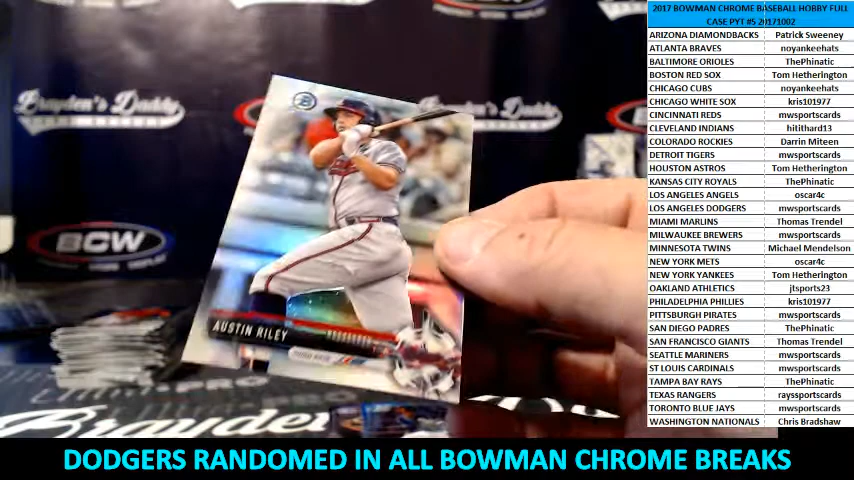 2017 BOWMAN CHROME BASEBALL HOBBY FULL
CASE PYT #5 20171002
ARIZONA DIAMONDBACKS Patrick Sweeney
ATLANTA BRAVES noyankeehats
BALTIMORE ORIOLES ThePhinatic
BOSTON RED SOX Tom Hetherington
CHICAGO CUBS noyankeehats
CHICAGO WHITE SOX kris101977
CINCINNATI REDS mwsportscards
CLEVELAND INDIANS hitithard13
COLORADO ROCKIES Darrin Miteen
DETROIT TIGERS mwsportscards
HOUSTON ASTROS Tom Hetherington
KANSAS CITY ROYALS ThePhinatic
LOS ANGELES ANGELS oscar4c
LOS ANGELES DODGERS mwsportscards
MIAMI MARLINS Thomas Trendel
MILWAUKEE BREWERS mwsportscards
MINNESOTA TWINS Michael Mendelson
NEW YORK METS oscar4c
NEW YORK YANKEES Tom Hetherington
OAKLAND ATHLETICS jtsports23
PHILADELPHIA PHILLIES kris101977
PITTSBURGH PIRATES mwsportscards
SAN DIEGO PADRES ThePhinatic
SAN FRANCISCO GIANTS Thomas Trendel
SEATTLE MARINERS mwsportscards
ST LOUIS CARDINALS mwsportscards
TAMPA BAY RAYS ThePhinatic
TEXAS RANGERS rayssportscards
TORONTO BLUE JAYS mwsportscards
WASHINGTON NATIONALS Chris Bradshaw
Brayden's Daddy
BCW
AUSTIN RILEY
Brayden
DODGERS RANDOMED IN ALL BOWMAN CHROME BREAKS